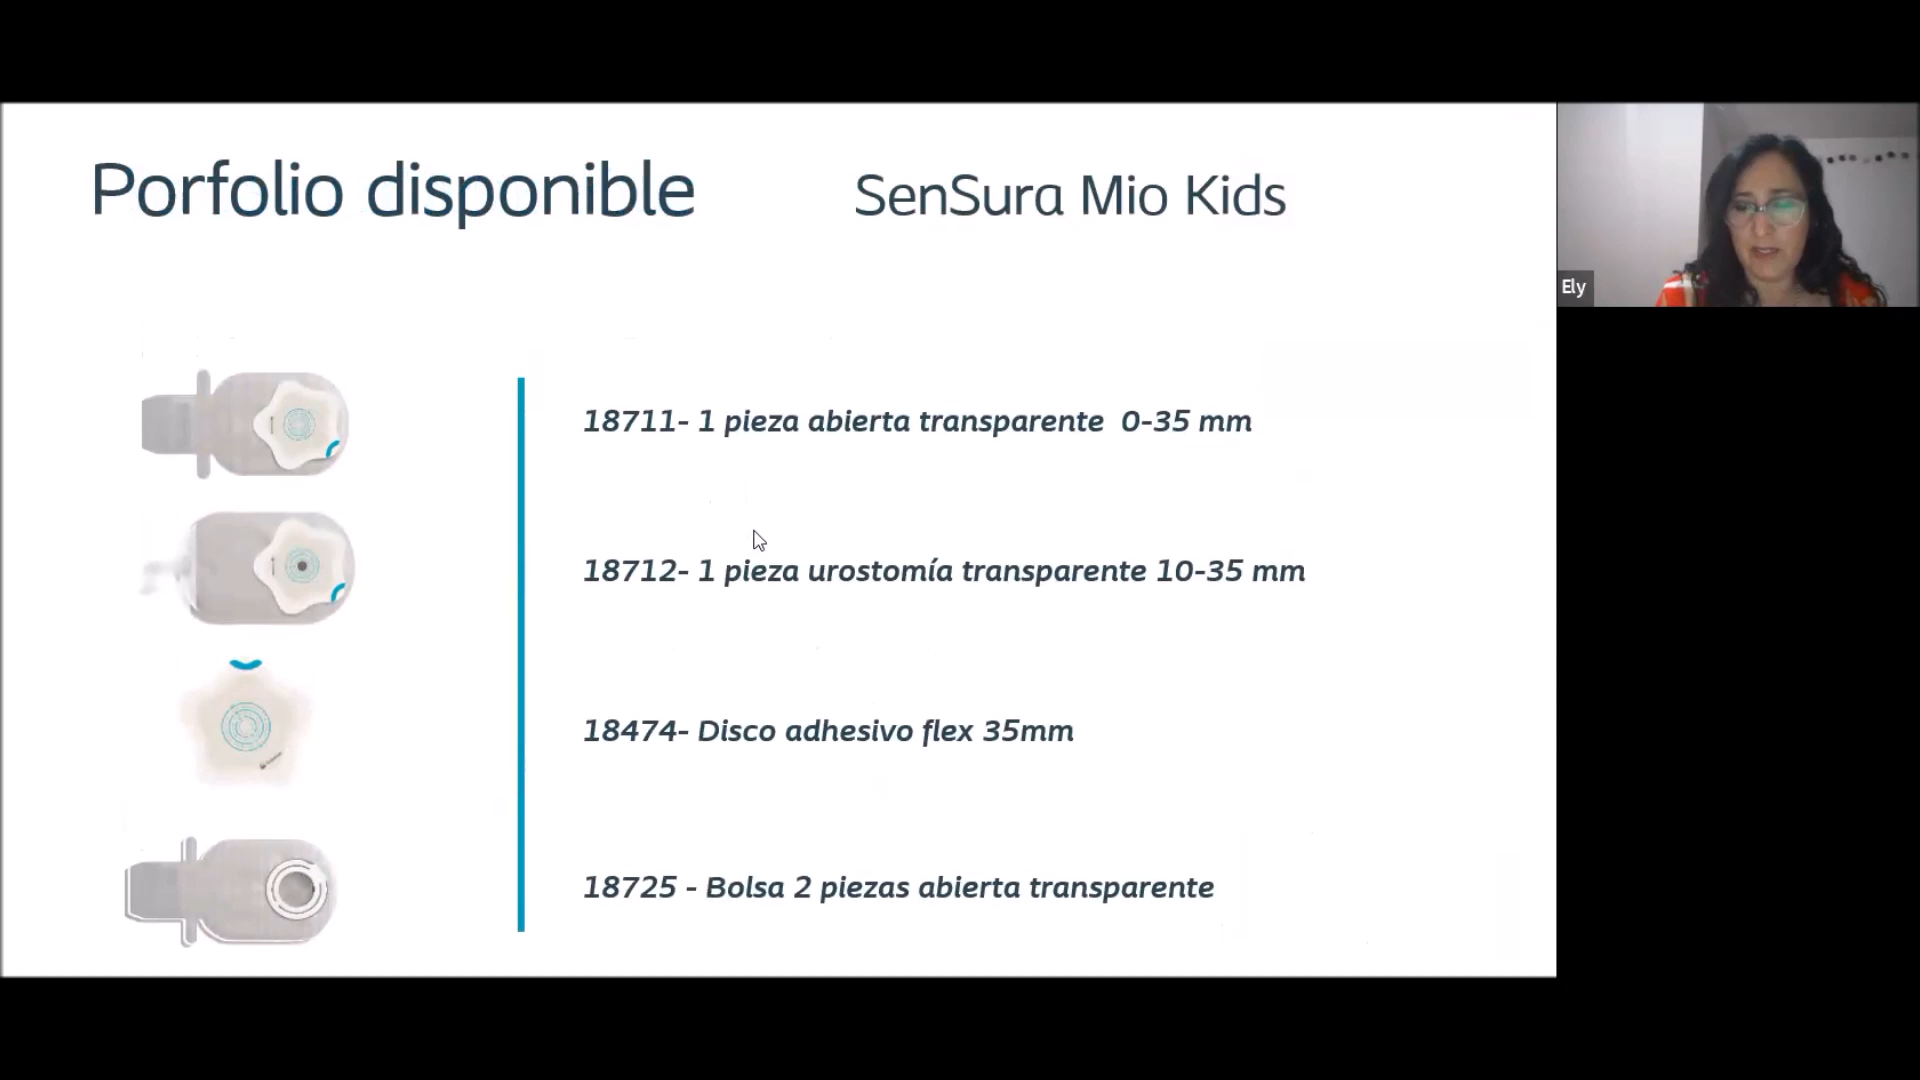 Porfolio disponible
SenSura Mio Kids
Ely
18711- 1 pieza abierta transparente 0-35 mm
18712- 1 pieza urostomía transparente 10-35 mm
18474- Disco adhesivo flex 35mm
18725 - Bolsa 2 piezas abierta transparente